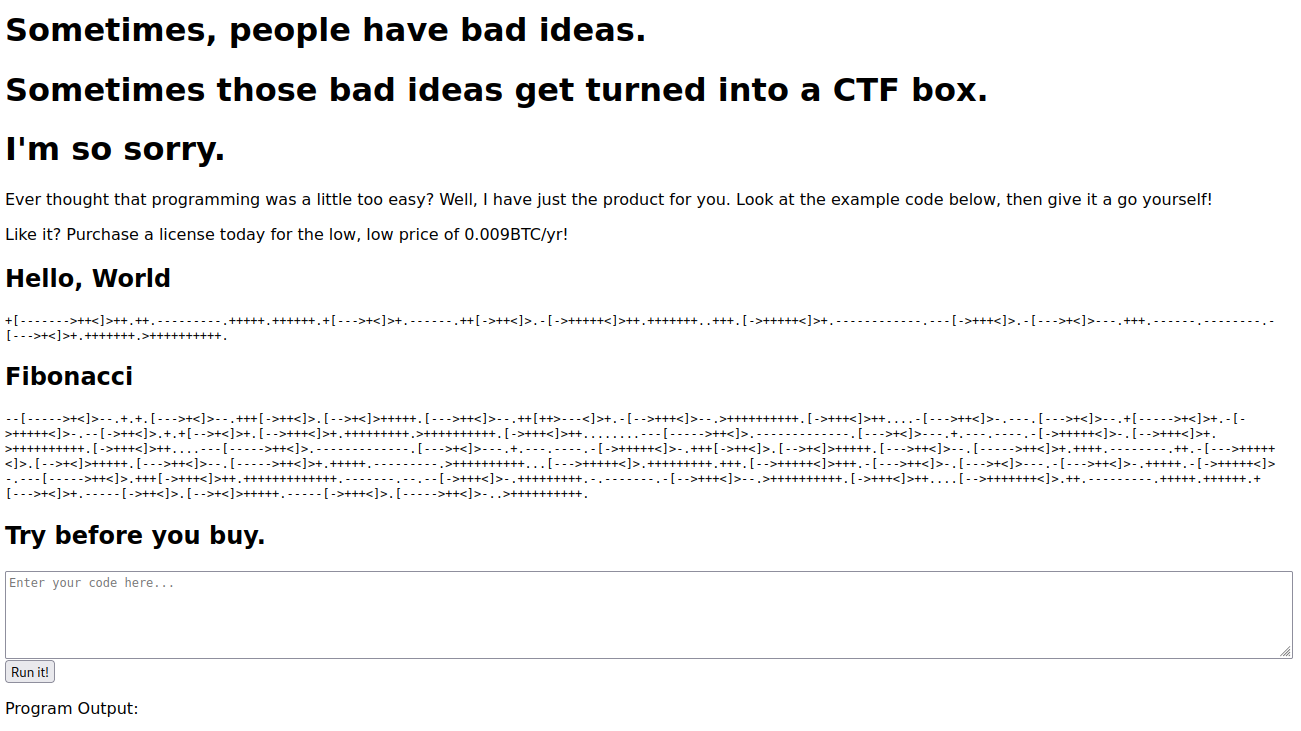 Sometimes, people have bad ideas.
Sometimes those bad ideas get turned into a CTF box.
I'm so sorry.
Ever thought that programming was a little too easy? Well, I have just the product for you. Look at the example code below, then give it a go yourself!
Like it? Purchase a license today for the low, low price of 0.009BTC/yr!
Hello, World
+[------->++<]>++.++.---------.+++++.++++++.+[--->+<]>+.------.++[->++<]>.-[->+++++<]>++.+++++++..+++.[->+++++<]>+.------------.---[->+++<]>.-[--->+<]>---.+++.------.--------.-
[--->+<]>+.+++++++.>++++++++++.
Fibonacci
--[----->+<]>--.+.+.[--->+<]>--.+++[->++<]>.[-->+<]>+++++.[--->++<]>--.++[++>---<]>+.-[-->+++<]>--.>++++++++++.[->+++<]>++....-[--->++<]>-.---.[--->+<]>--.+[----->+<]>+.-[-
>+++++<]>-.--[->++<]>.+.+[-->+<]>+.[-->+++<]>+.+++++++++.>++++++++++.[->+++<]>++........---[----->++<]>.-------------.[--->+<]>---.+.---.----.-[->+++++<]>-.[-->+++<]>+.
>++++++++++.[->+++<]>++....---[----->++<]>.-------------.[--->+<]>---.+.---.----.-[->+++++<]>-.+++[->++<]>.[-->+<]>+++++.[--->++<]>--.[----->++<]>+.++++.--------.++.-[--->+++++
<]>.[-->+<]>+++++.[--->++<]>--.[----->++<]>+.+++++.---------.>++++++++++...[--->+++++<]>.+++++++++.+++.[-->+++++<]>+++.-[--->++<]>-.[--->+<]>---.-[--->++<]>-.+++++.-[->+++++<]>
-.---[----->++<]>.+++[->+++<]>++.+++++++++++++.-------.--.--[->+++<]>-.+++++++++.-.-------.-[-->+++<]>--.>++++++++++.[->+++<]>++....[-->+++++++<]>.++.---------.+++++.++++++.+
[--->+<]>+.-----[->++<]>.[-->+<]>+++++.-----[->+++<]>.[----->++<]>-..>++++++++++.
Try before you buy.
Enter your code here...
Run it!
Program Output: